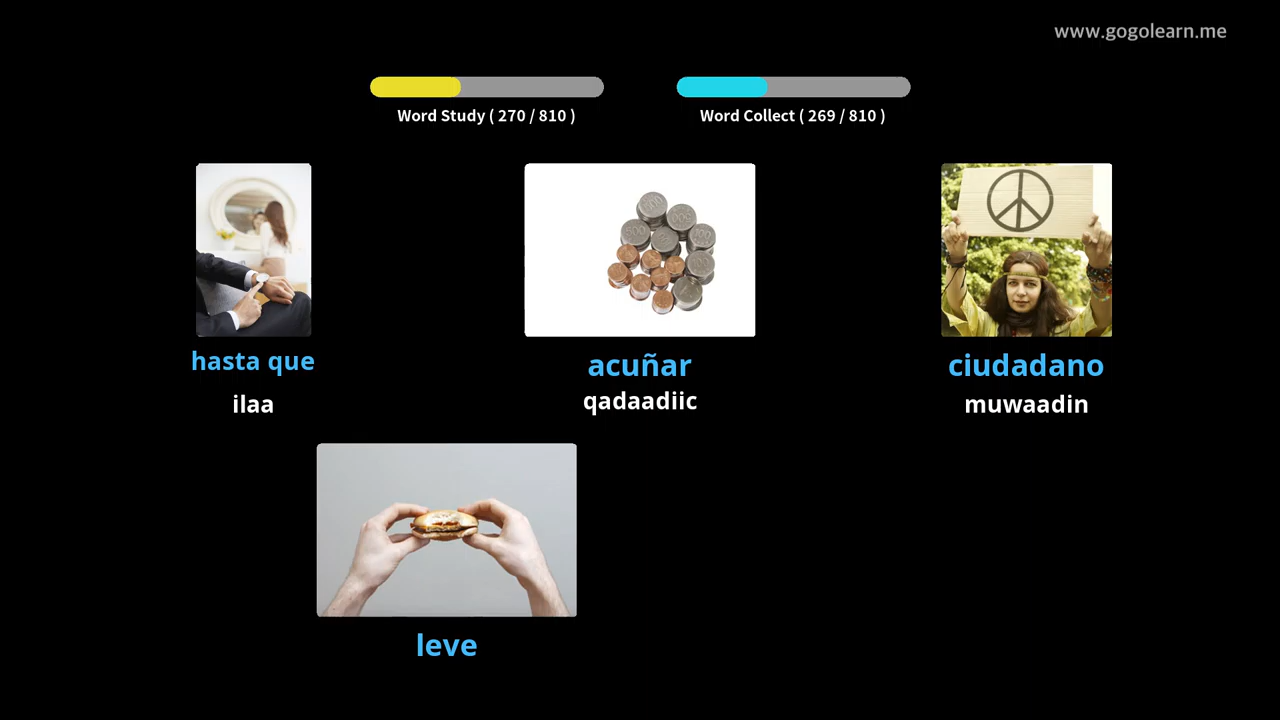 www.gogolearn.me
Word Study ( 270 / 810 )
Word Collect ( 269 / 810 )
hasta que
ilaa
acuñar
qadaadiic
ciudadano
muwaadin
leve